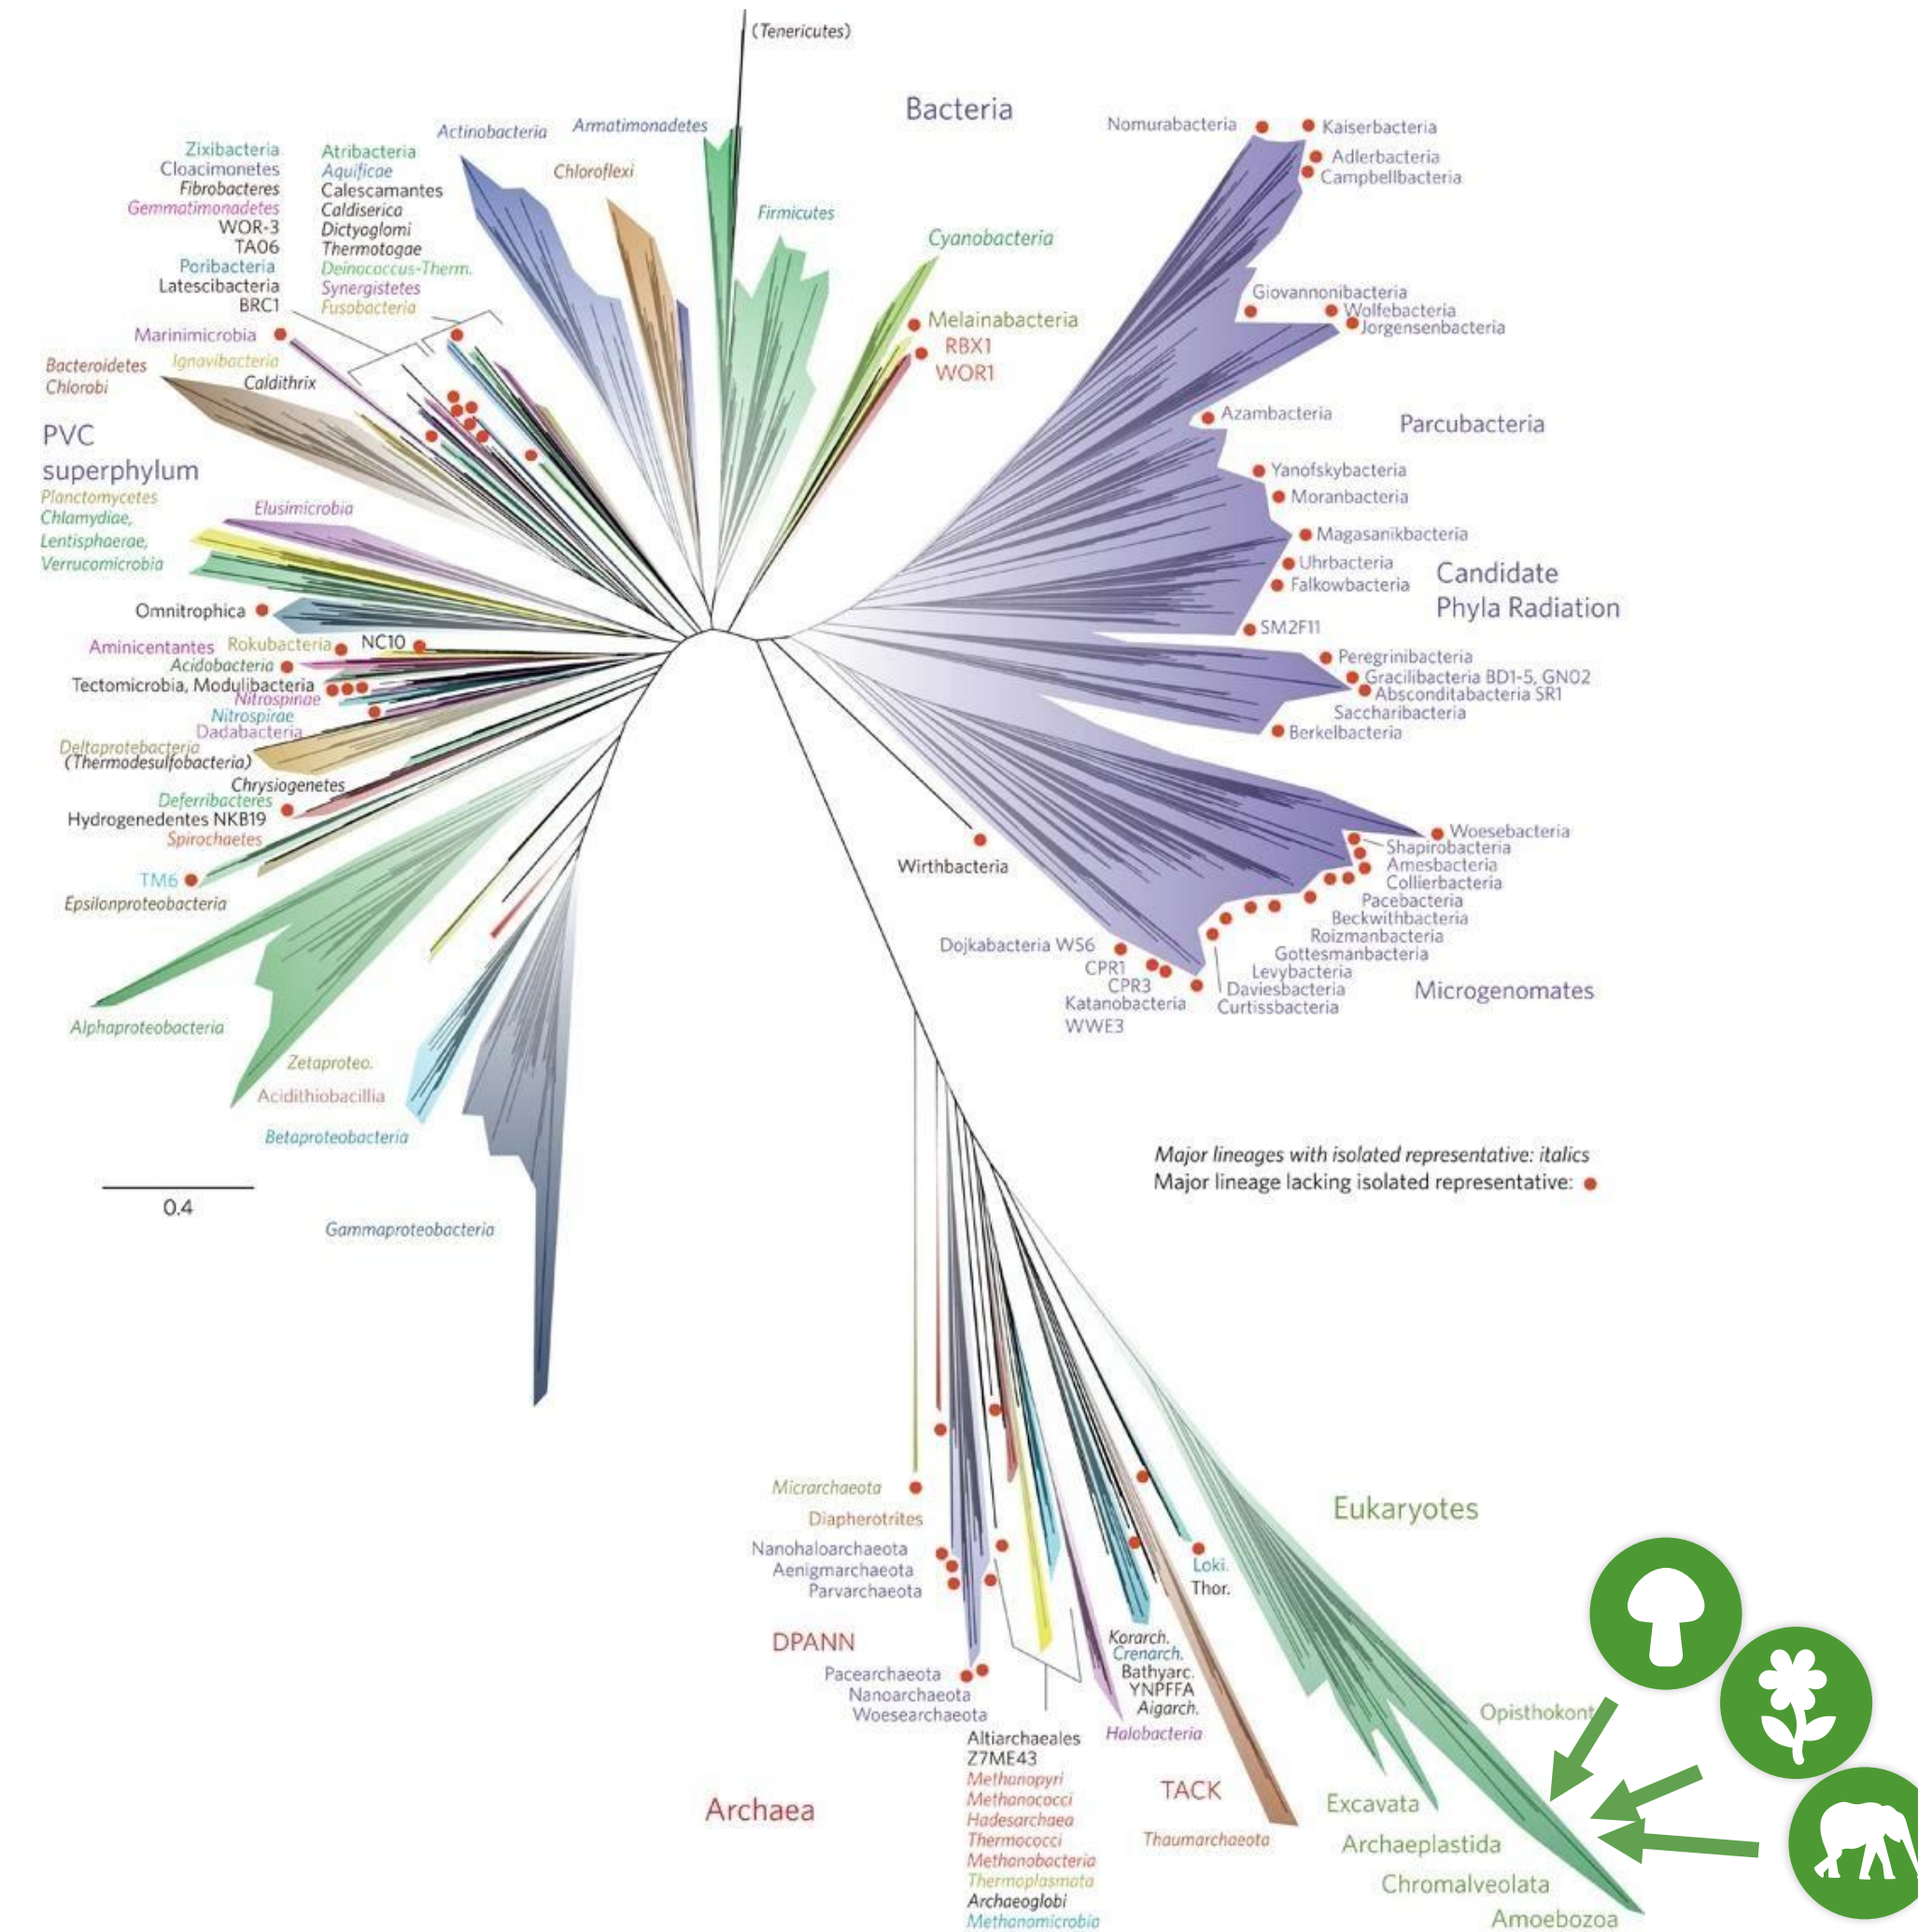 (Tenericutes)
Bacteria
Actinobacteria
Armatimonadetes
Chloroflexi
Firmicutes
Cyanobacteria
Melainabacteria
RBX1
WOR1
Zixibacteria
Cloacimonetes
Fibrobacteres
Gemmatimonadetes
WOR-3
TA06
Poribacteria
Latescibacteria
BRC1
Atribacteria
Aquificae
Calescamantes
Caldiserica
Dictyoglomi
Thermotogae
Deinococcus-Therm.
Synergistetes
Fusobacteria
Marinimicrobia
Bacteroidetes
Chlorobi
Ignavibacteria
Caldithrix
PVC
superphylum
Planctomycetes
Chlamydiae,
Lentisphaerae,
Verrucomicrobia
Elusimicrobia
Omnitrophica
Aminicentantes
Rokubacteria
NC10
Acidobacteria
Tectomicrobia, Modulibacteria
Nitrospinae
Nitrospirae
Dadabacteria
Deltaprotebacteria
(Thermodesulfobacteria)
Chrysiogenetes
Deferribacteres
Hydrogenedentes NKB19
Spirochaetes
TM6
Epsilonproteobacteria
Alphaproteobacteria
Zetaproteo.
Acidithiobacillia
Betaproteobacteria
0.4
Gammaproteobacteria
Nomurabacteria
Kaiserbacteria
Adlerbacteria
Campbellbacteria
Giovannonibacteria
Wolfebacteria
Jorgensenbacteria
Azambacteria
Parcubacteria
Yanofskybacteria
Moranbacteria
Magasanikbacteria
Uhrbacteria
Falkowbacteria
Candidate
Phyla Radiation
SM2F11
Peregrinibacteria
Gracilibacteria BD1-5, GN02
Absconditabacteria SR1
Saccharibacteria
Berkelbacteria
Woesebacteria
Shapirobacteria
Amesbacteria
Collierbacteria
Pacebacteria
Beckwithbacteria
Roizmanbacteria
Gottesmanbacteria
Levybacteria
Daviesbacteria
Curtissbacteria
Microgenomates
Wirthbacteria
Dojkabacteria WS6
CPR1
CPR3
Katanobacteria
WWE3
Major lineages with isolated representative: italics
Major lineage lacking isolated representative:
Micrarchaeota
Diapherotrites
Nanohaloarchaeota
Aenigmarchaeota
Parvarchaeota
DPANN
Pacearchaeota
Nanoarchaeota
Woesearchaeota
Altiarchaeales
Z7ME43
Methanopyri
Methanococci
Hadesarchaea
Thermococci
Methanobacteria
Thermoplasmata
Archaeoglobi
Methanomicrobia
Archaea
Loki.
Thor.
Korarch.
Crenarch.
Bathyarc.
YNPFFA
Aigarch.
Halobacteria
TACK
Thaumarchaeota
Eukaryotes
Opisthokont
Excavata
Archaeplastida
Chromalveolata
Amoebozoa